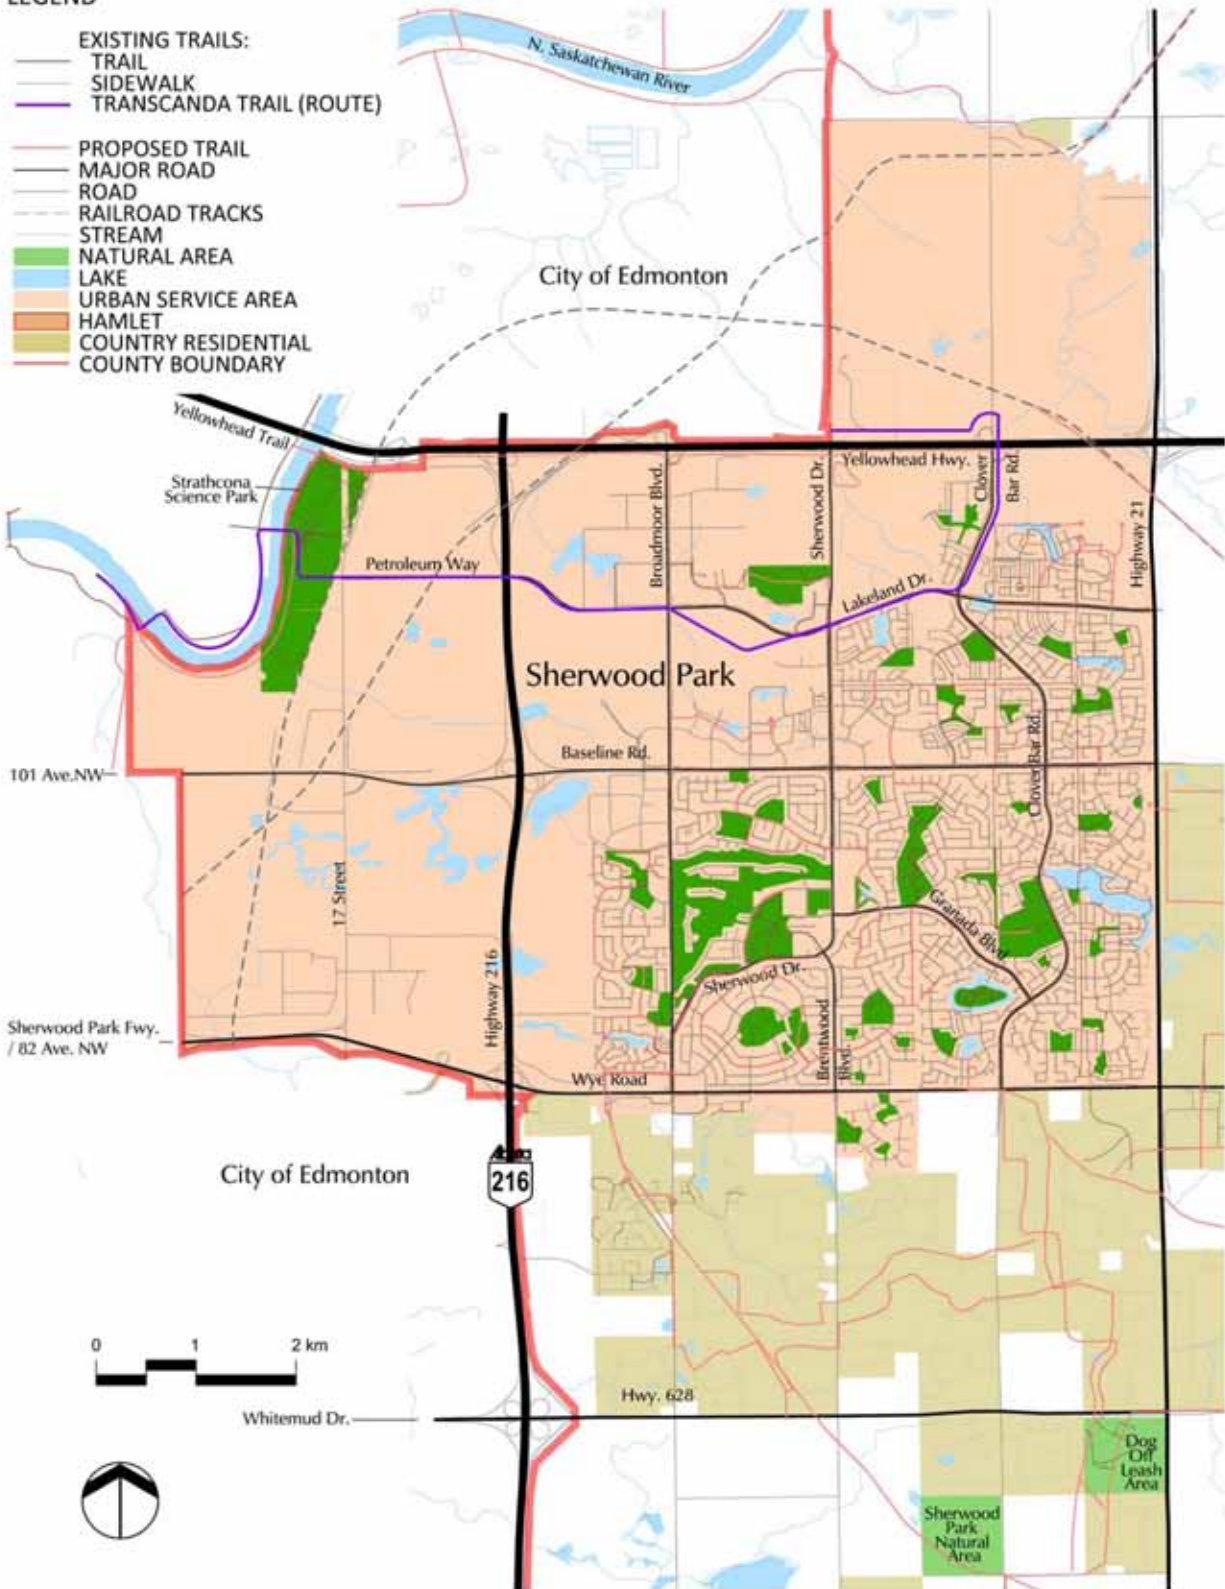 LEGEND
EXISTING TRAILS:
TRAIL
SIDEWALK
TRANSCANDA TRAIL (ROUTE)
PROPOSED TRAIL
MAJOR ROAD
ROAD
RAILROAD TRACKS
STREAM
NATURAL AREA
LAKE
URBAN SERVICE AREA
HAMLET
COUNTRY RESIDENTIAL
COUNTY BOUNDARY
N. Saskatchewan River
City of Edmonton
Yellowhead Trail
Strathcona
Science Park
Yellowhead Hwy.
Clover
Bar Rd.
Broadmoor Blvd.
Sherwood Dr.
Highway 21
Petroleum Way
Lakeland Dr.
Sherwood Park
Baseline Rd.
Clover Bar Rd.
101 Ave.NW
17 Street
Granada Blvd.
Highway 216
Sherwood Dr.
Sherwood Park Fwy.
/ 82 Ave. NW
Brentwood
Blvd.
Wye Road
Alberta
216
City of Edmonton
0 1 2 km
Hwy. 628
Whitemud Dr.
Dog
Off
Leash
Area
Sherwood
Park
Natural
Area